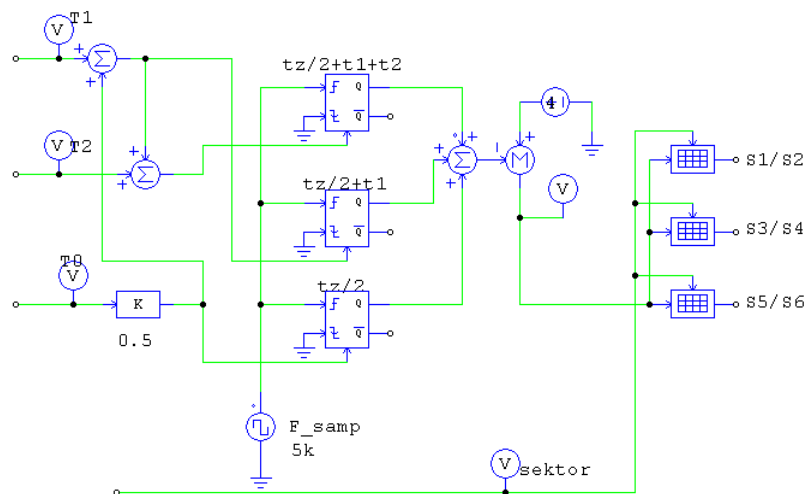 T1
V
Σ
tz/2+t1+t2
Q
Q
4
T2
V
Σ
Σ
M
S1/S2
tz/2+t1
Q
Q
V
S3/S4
T0
V
K
0.5
tz/2
Q
Q
S5/S6
F_samp
5k
V
sektor